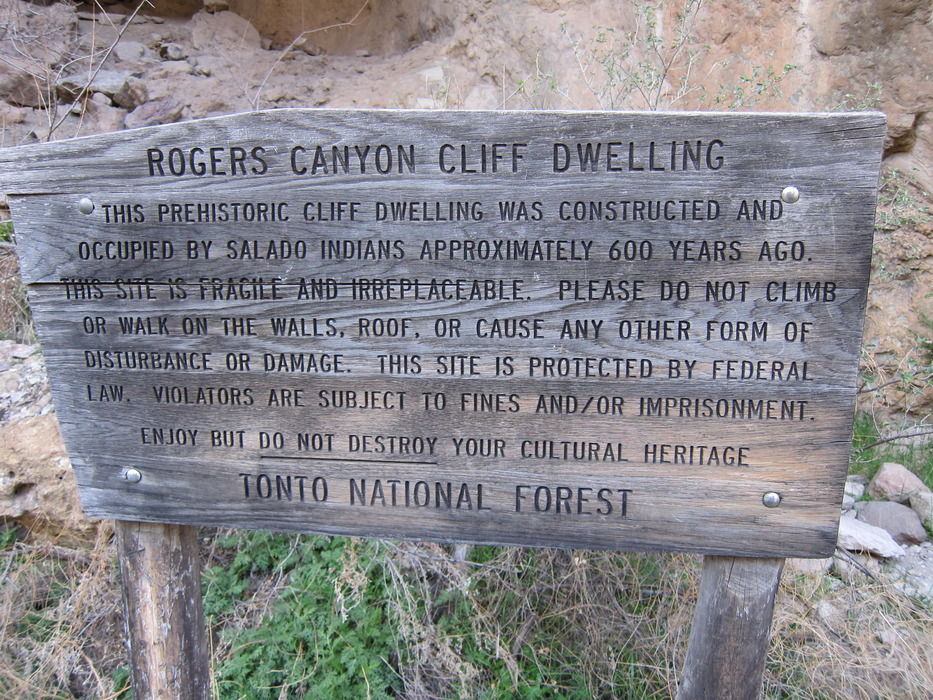 ROGERS CANYON CLIFF DWELLING
THIS PREHISTORIC CLIFF DWELLING WAS CONSTRUCTED AND
OCCUPIED BY SALADO INDIANS APPROXIMATELY 600 YEARS AGO.
THIS SITE IS FRAGILE AND IRREPLACEABLE. PLEASE DO NOT CLIMB
OR WALK ON THE WALLS, ROOF, OR CAUSE ANY OTHER FORM OF
DISTURBANCE OR DAMAGE. THIS SITE IS PROTECTED BY FEDERAL
LAW. VIOLATORS ARE SUBJECT TO FINES AND/OR IMPRISONMENT.
ENJOY BUT DO NOT DESTROY YOUR CULTURAL HERITAGE
TONTO NATIONAL FOREST